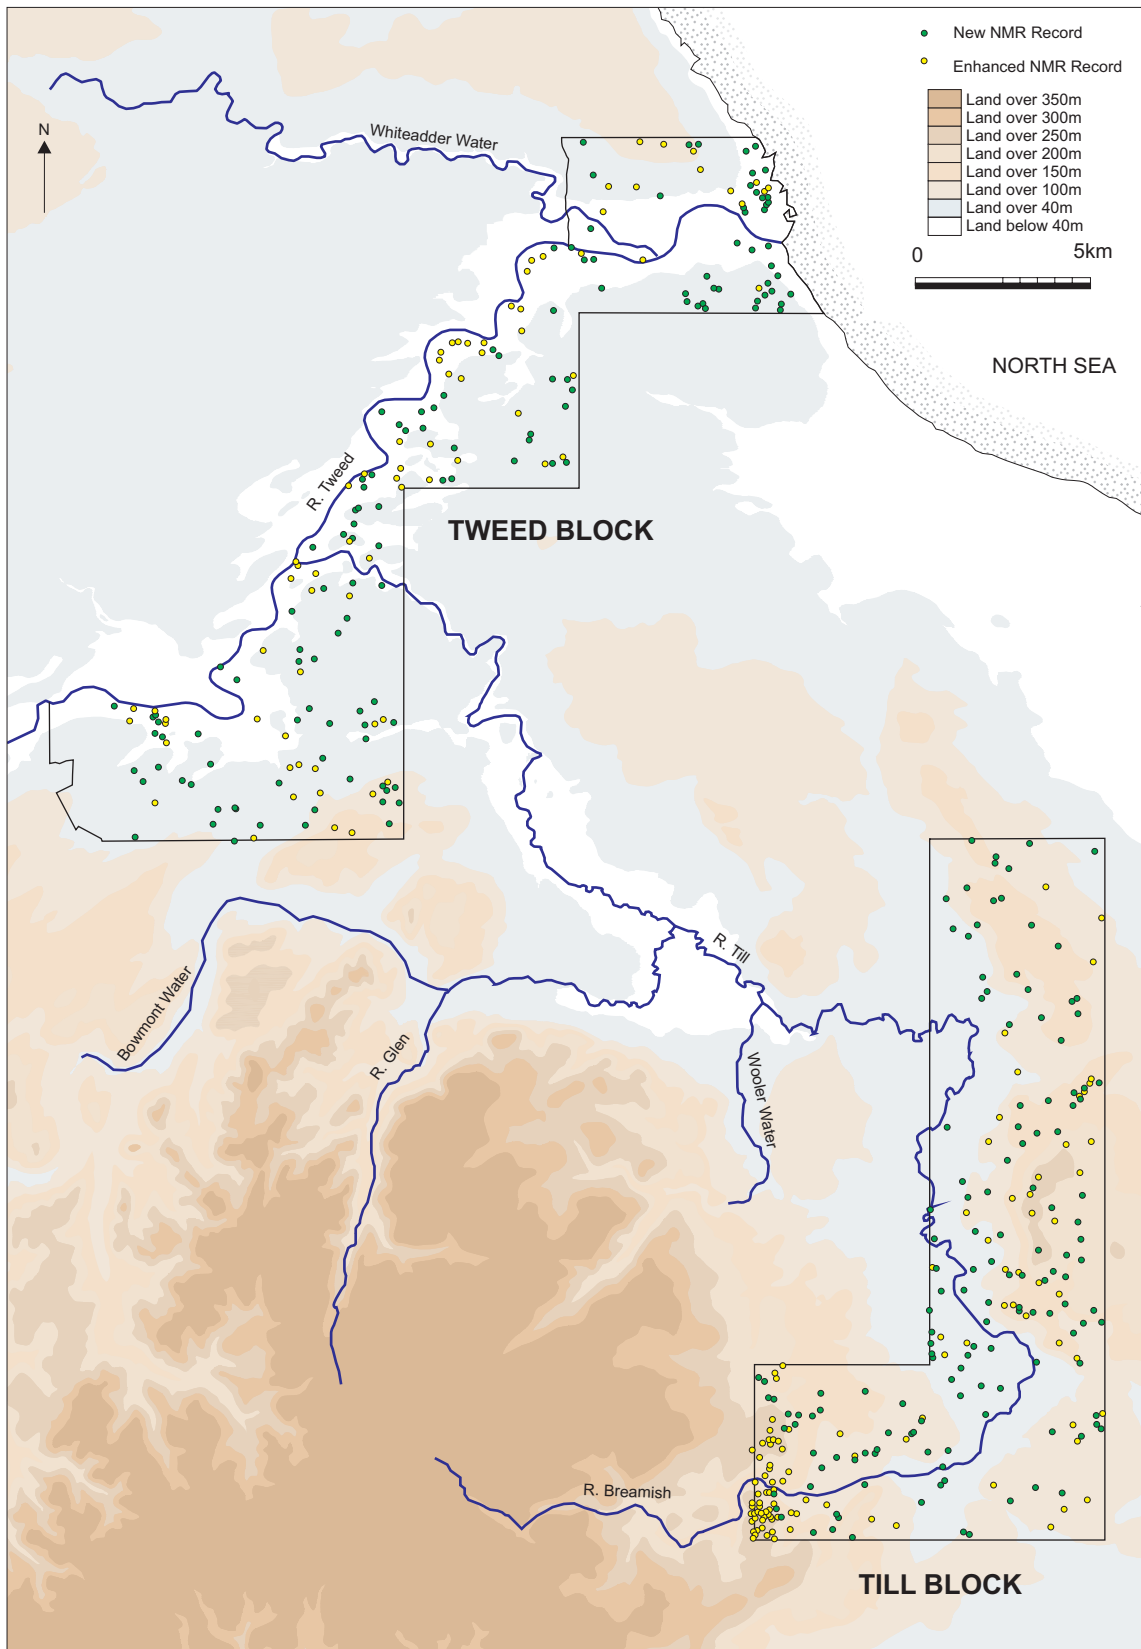 New NMR Record
Enhanced NMR Record
Land over 350m
Land over 300m
Land over 250m
Land over 200m
Land over 150m
Land over 100m
Land over 40m
Land below 40m
0 5km
N
Whiteadder Water
NORTH SEA
R. Tweed
TWEED BLOCK
R. Till
Bowmont Water
R. Glen
Wooler Water
R. Breamish
TILL BLOCK